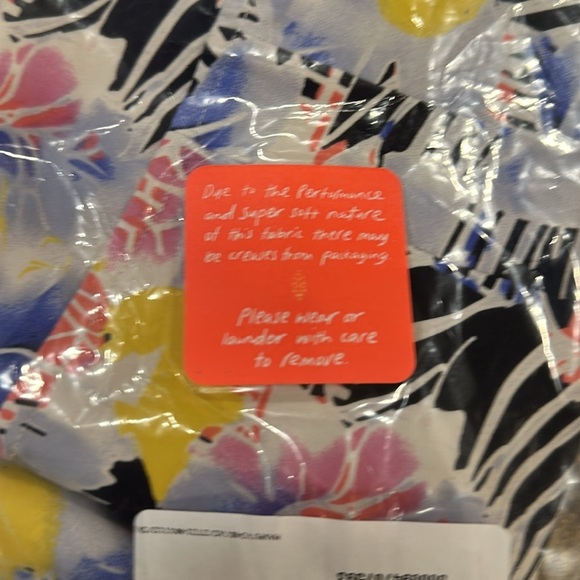 Due to the Performance
and super soft nature
of this fabric there may
be creases from packaging
Please wear or
launder with care
to remove.